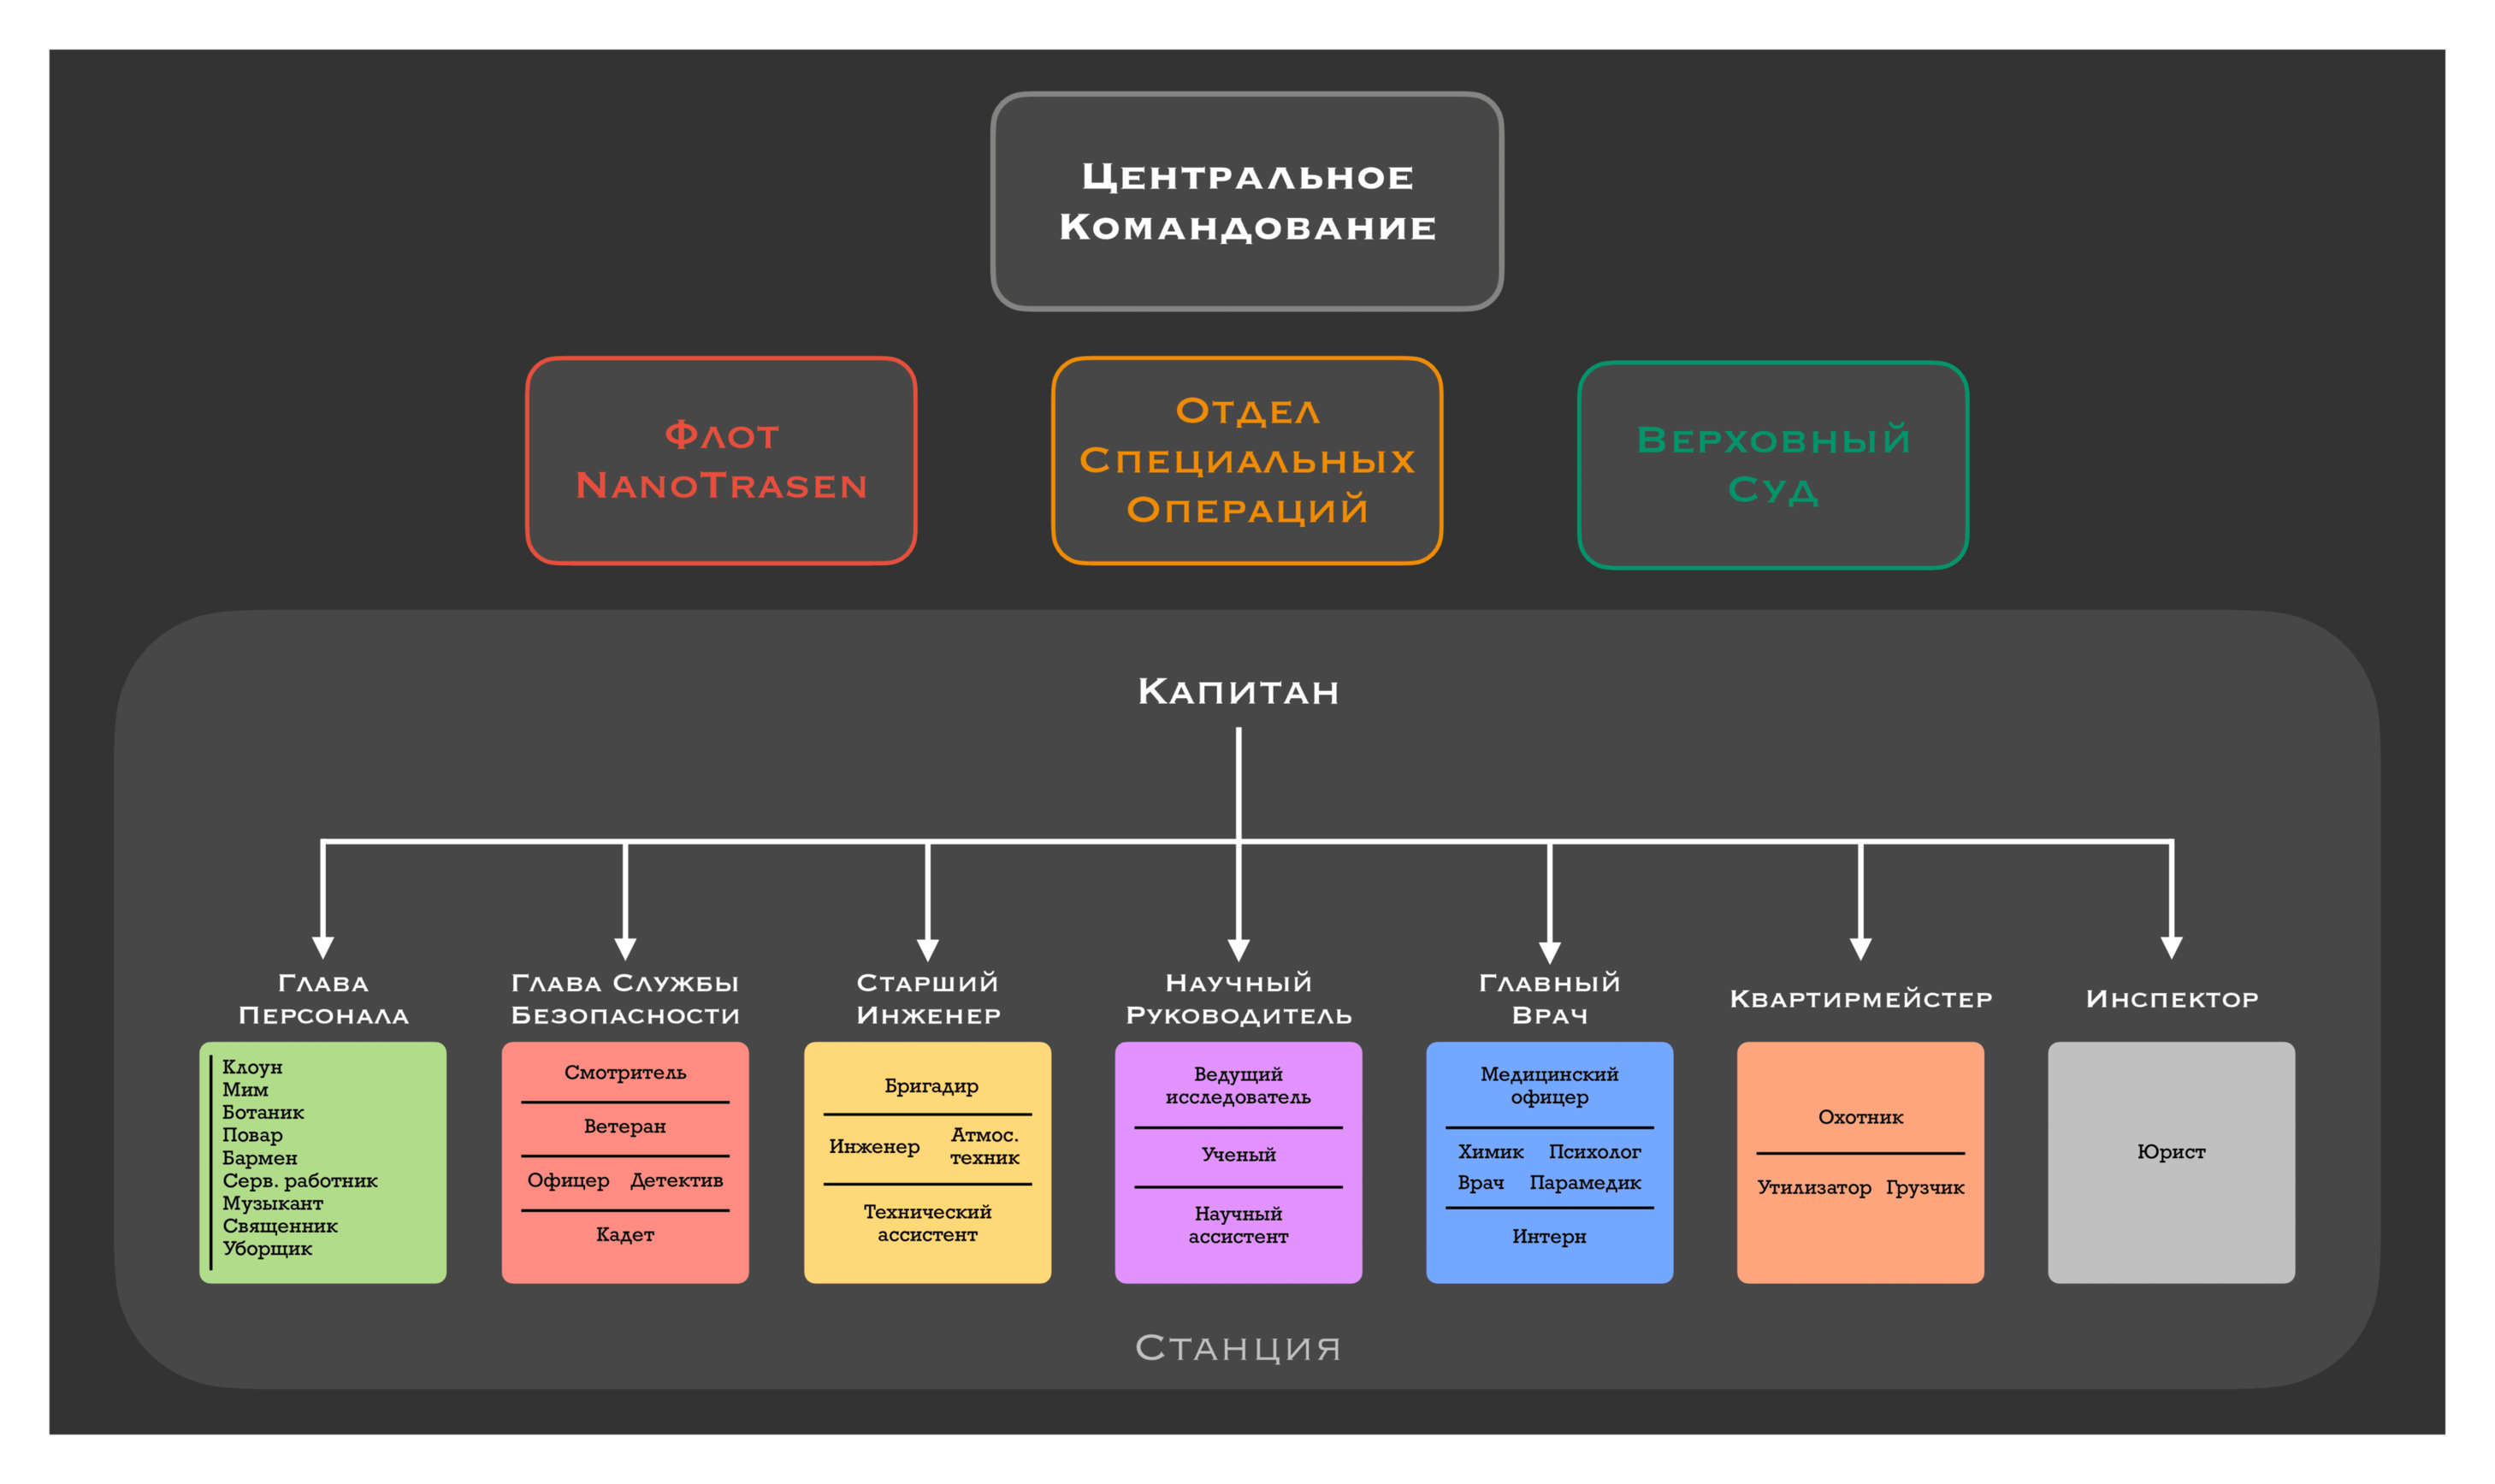 Центральное
Командование
Флот
NanoTrasen
Отдел
Специальных
Операций
Верховный
Суд
Капитан
Глава
Персонала
Клоун
Мим
Ботаник
Повар
Бармен
Серв. работник
Музыкант
Священник
Уборщик
Глава Службы
Безопасности
Смотритель
Ветеран
Офицер Детектив
Кадет
Старший
Инженер
Бригадир
Инженер
Атмос.
техник
Технический
ассистент
Научный
Руководитель
Ведущий
исследователь
Ученый
Научный
ассистент
Главный
Врач
Медицинский
офицер
Химик Психолог
Врач Парамедик
Интерн
Квартирмейстер
Охотник
Утилизатор Грузчик
Инспектор
Юрист
Станция